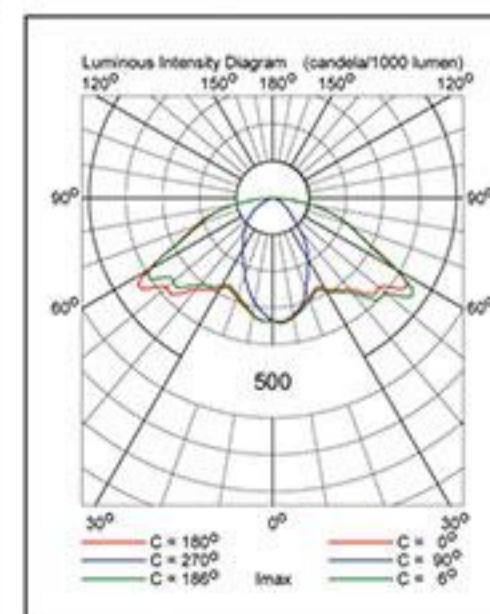 Luminous Intensity Diagram (candela/1000 lumen)
120° 150° 180° 150° 120°
90° 90°
60° 60°
500
30° 0° 30°
C = 180° C = 0°
C = 270° C = 90°
C = 186° Imax C = 6°